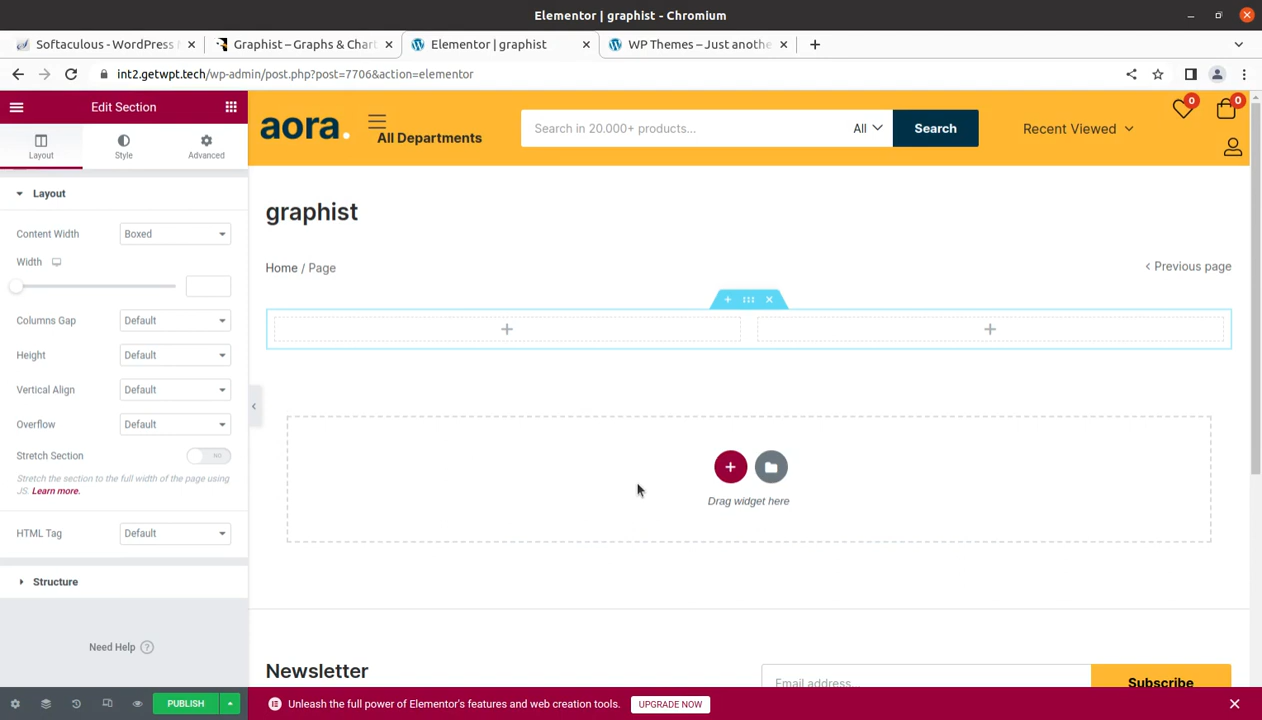 Elementor | graphist - Chromium
Softaculous - WordPress
Graphist – Graphs & Chart
Elementor | graphist
WP Themes – Just anothe
int2.getwpt.tech/wp-admin/post.php?post=7706&action=elementor
Edit Section
Layout
Style
Advanced
Layout
Content Width
Boxed
Width
Columns Gap
Default
Height
Default
Vertical Align
Default
Overflow
Default
Stretch Section
NO
Stretch the section to the full width of the page using
JS. Learn more.
HTML Tag
Default
Structure
Need Help ?
PUBLISH
aora.
All Departments
Search in 20.000+ products...
All
Search
Recent Viewed
0
0
graphist
Home / Page
‹ Previous page
Drag widget here
Newsletter
Email address...
Subscribe
Unleash the full power of Elementor's features and web creation tools.
UPGRADE NOW